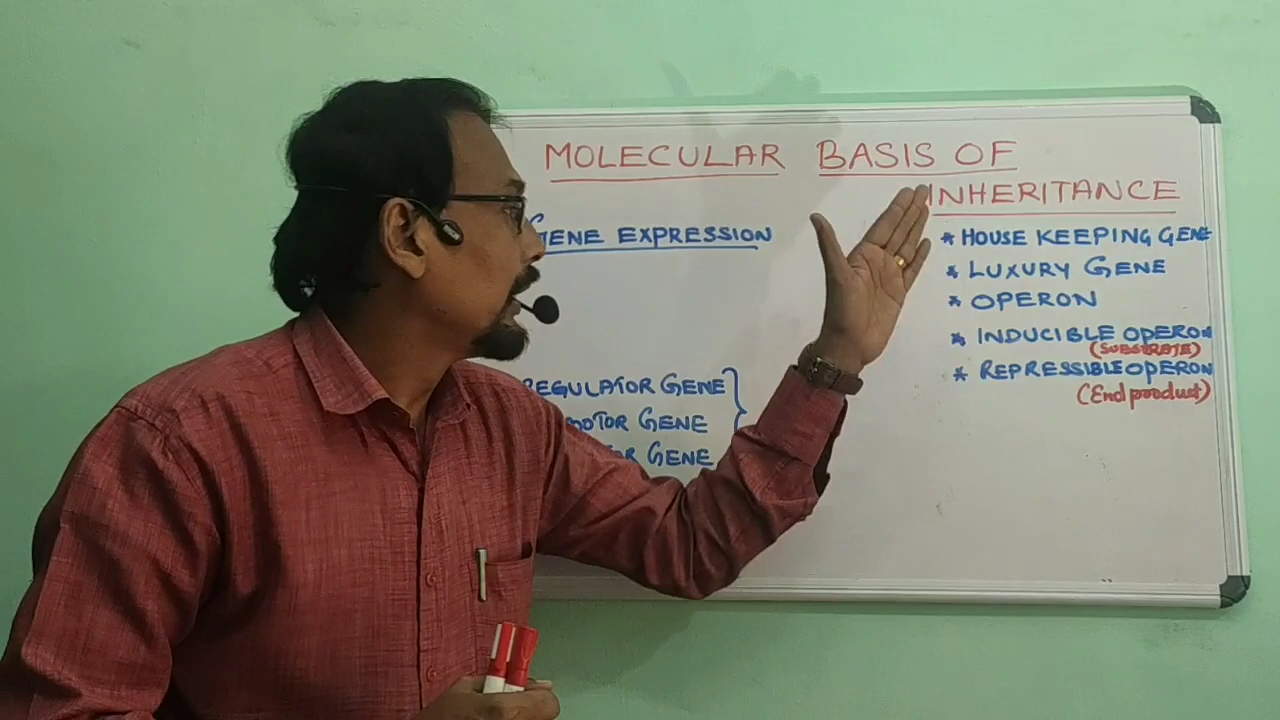 MOLECULAR BASIS OF
INHERITANCE
GENE EXPRESSION
* HOUSE KEEPING GENE
* LUXURY GENE
* OPERON
* INDUCIBLE OPERON
(SUBSTRATE)
* REPRESSIBLE OPERON
(End product)
REGULATOR GENE
GENE
GENE